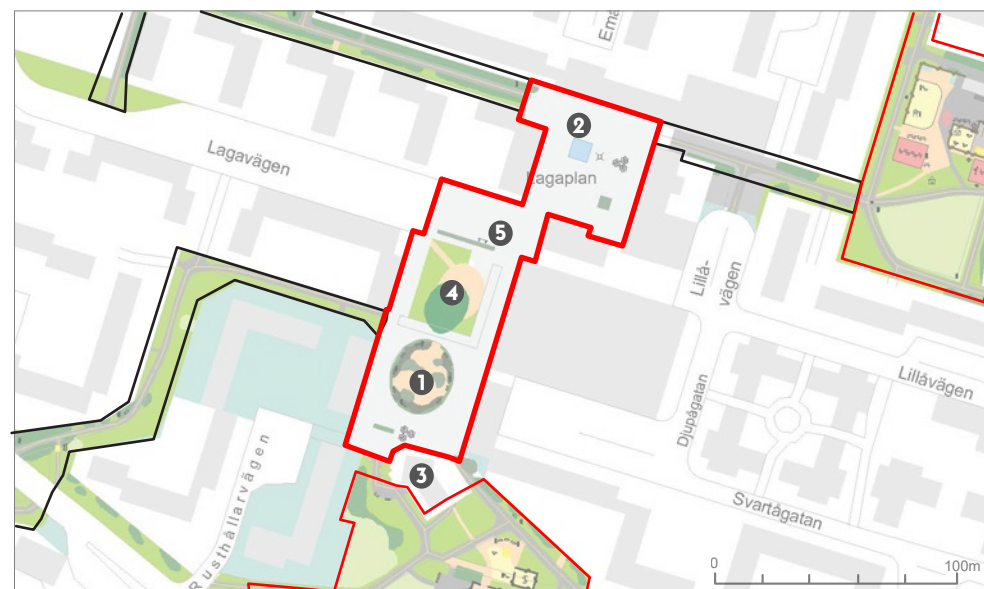 Ema
2
Lagavägen
Lagaplan
5
Lillå-
vägen
4
1
Lillåvägen
Djupågatan
3
Svartågatan
Rusthållarvägen
0
100m